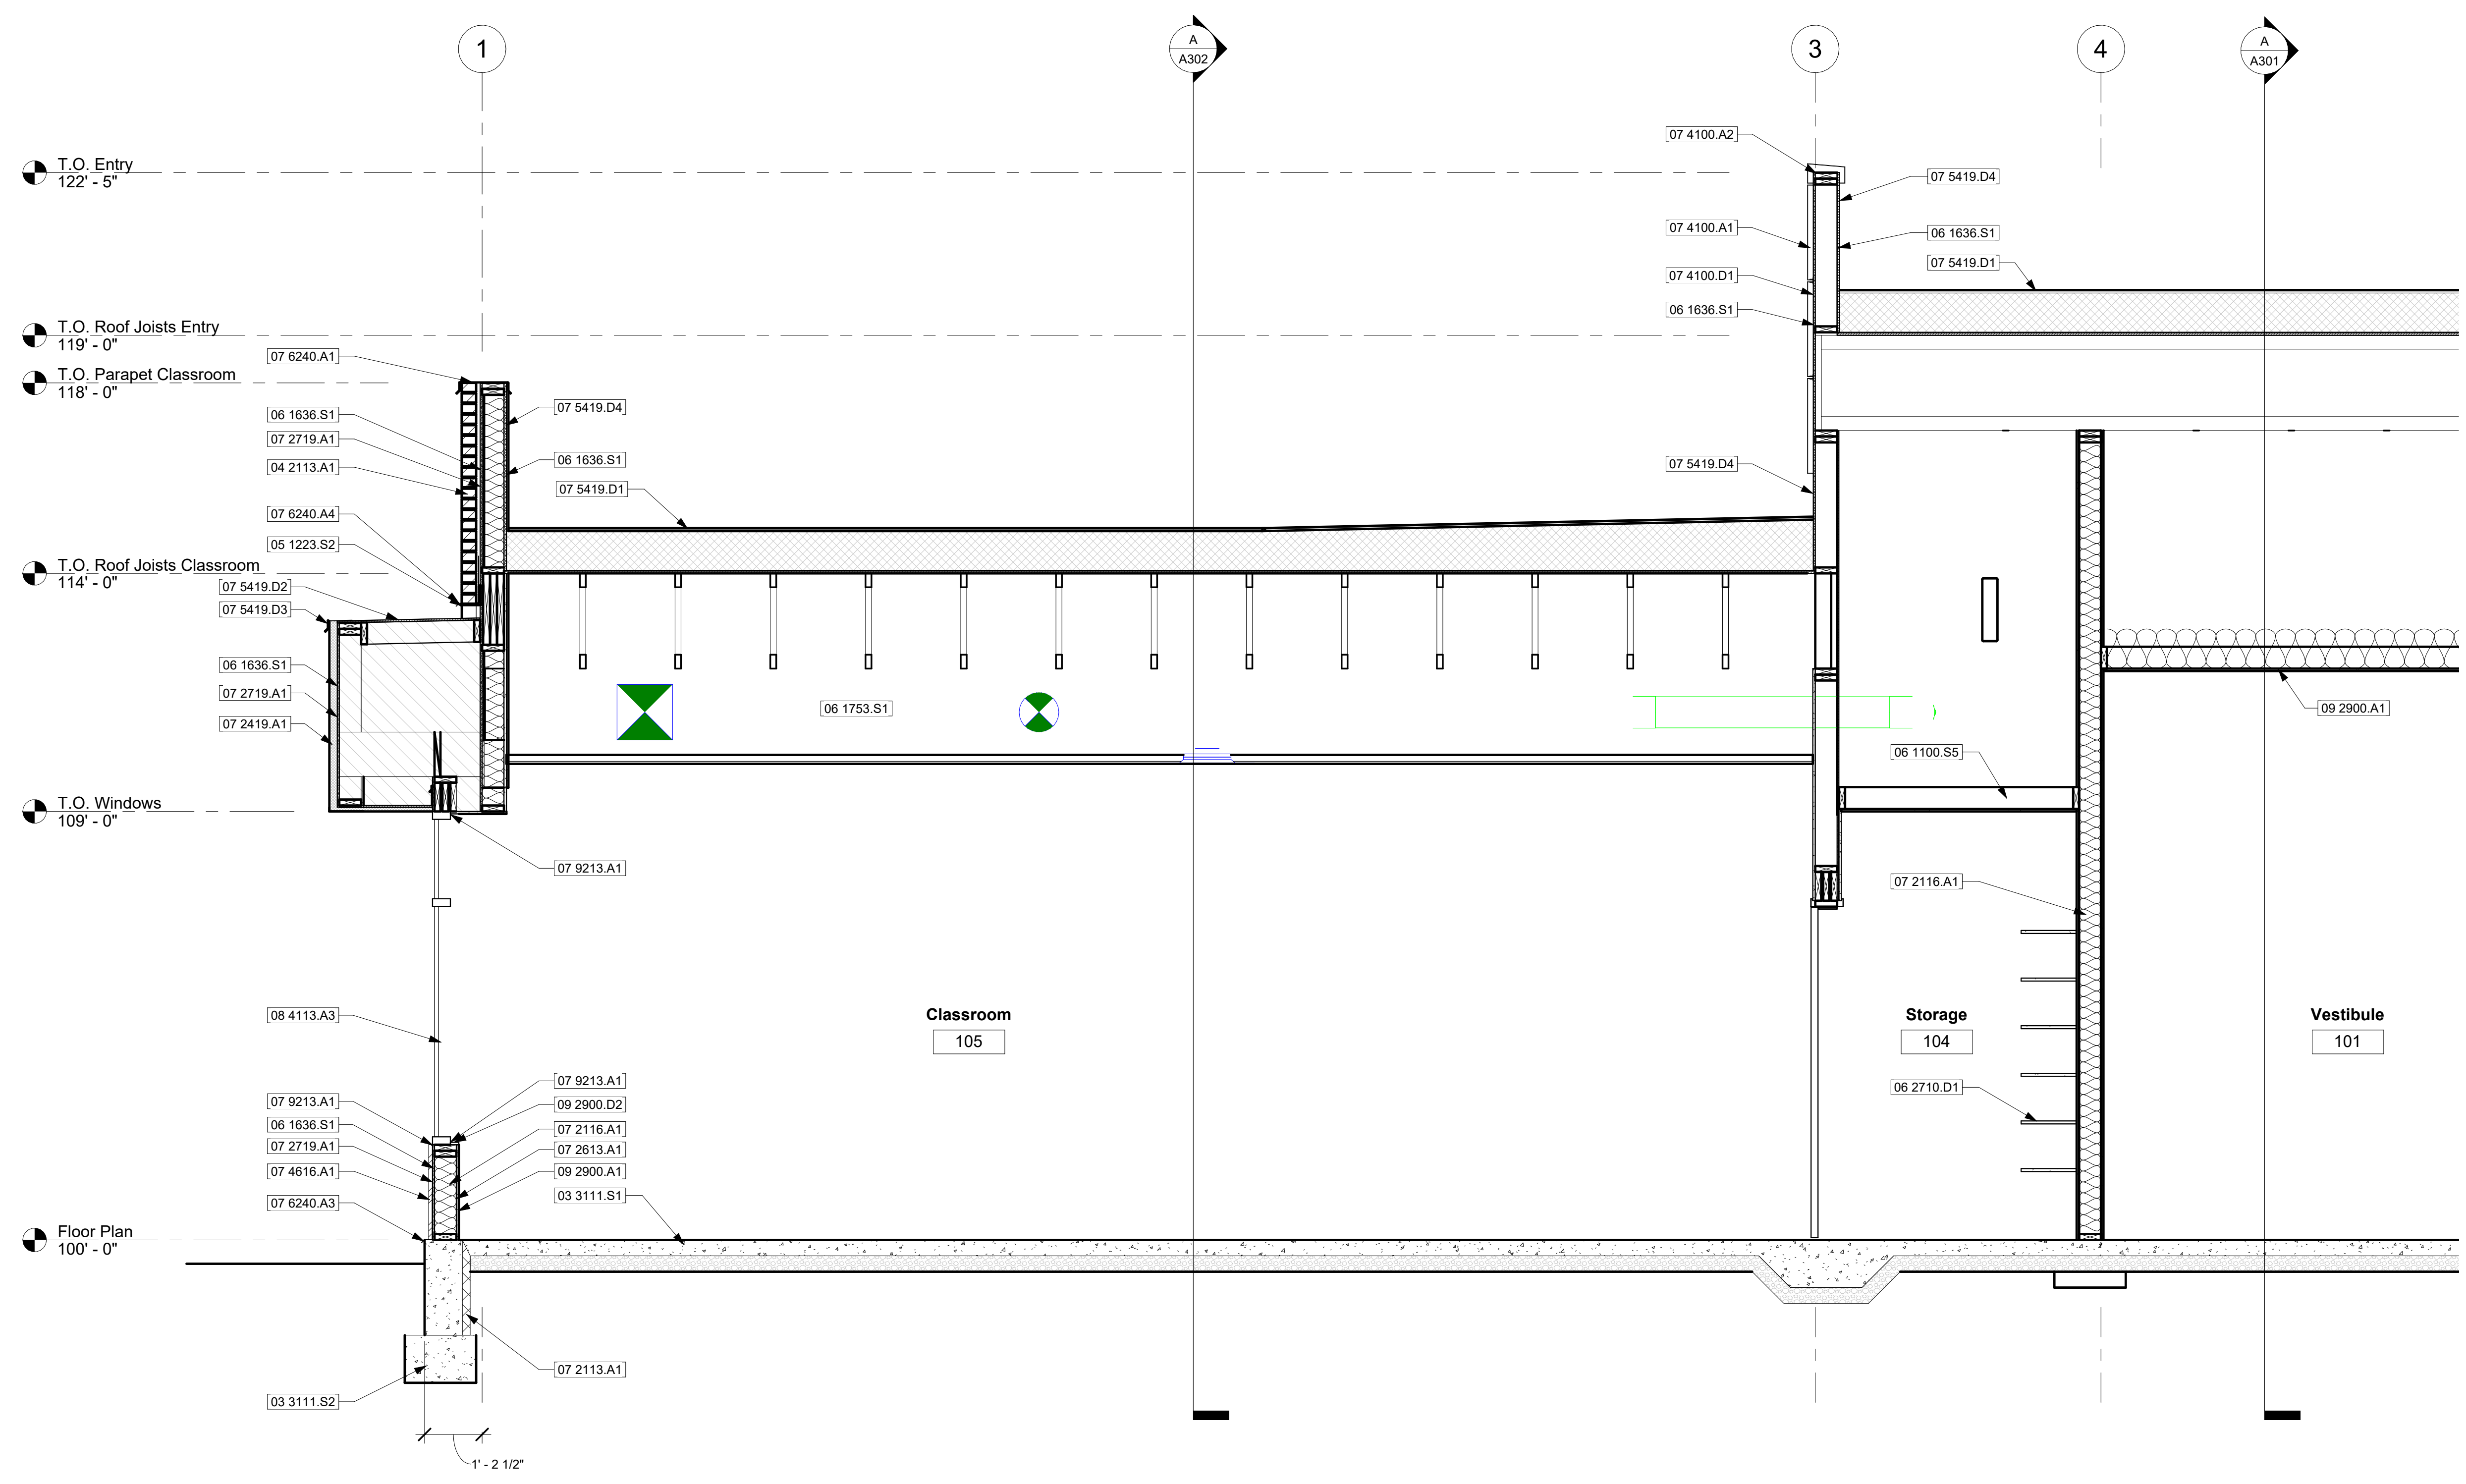 1
A
A302
3
4
A
A301
07 4100.A2
T.O. Entry
122' - 5"
07 5419.D4
07 4100.A1
06 1636.S1
07 5419.D1
07 4100.D1
06 1636.S1
T.O. Roof Joists Entry
119' - 0"
07 6240.A1
T.O. Parapet Classroom
118' - 0"
07 5419.D4
06 1636.S1
07 2719.A1
06 1636.S1
04 2113.A1
07 5419.D4
07 5419.D1
07 6240.A4
05 1223.S2
T.O. Roof Joists Classroom
114' - 0"
07 5419.D2
07 5419.D3
06 1636.S1
07 2719.A1
06 1753.S1
09 2900.A1
07 2419.A1
06 1100.S5
T.O. Windows
109' - 0"
07 9213.A1
07 2116.A1
08 4113.A3
Classroom
105
Storage
104
Vestibule
101
07 9213.A1
06 2710.D1
07 9213.A1
09 2900.D2
06 1636.S1
07 2116.A1
07 2719.A1
07 2613.A1
07 4616.A1
09 2900.A1
03 3111.S1
07 6240.A3
Floor Plan
100' - 0"
07 2113.A1
03 3111.S2
1' - 2 1/2"